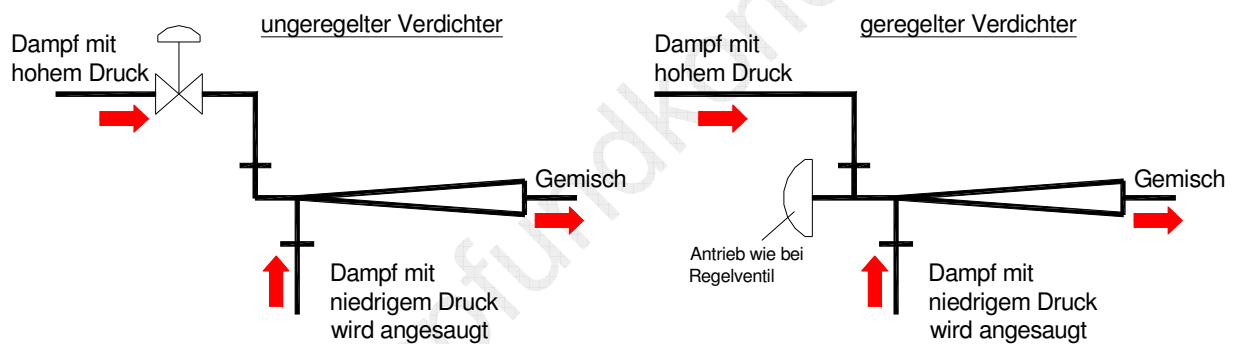 ungeregelter Verdichter
Dampf mit
hohem Druck
Gemisch
Dampf mit
niedrigem Druck
wird angesaugt
geregelter Verdichter
Dampf mit
hohem Druck
Gemisch
Antrieb wie bei
Regelventil
Dampf mit
niedrigem Druck
wird angesaugt